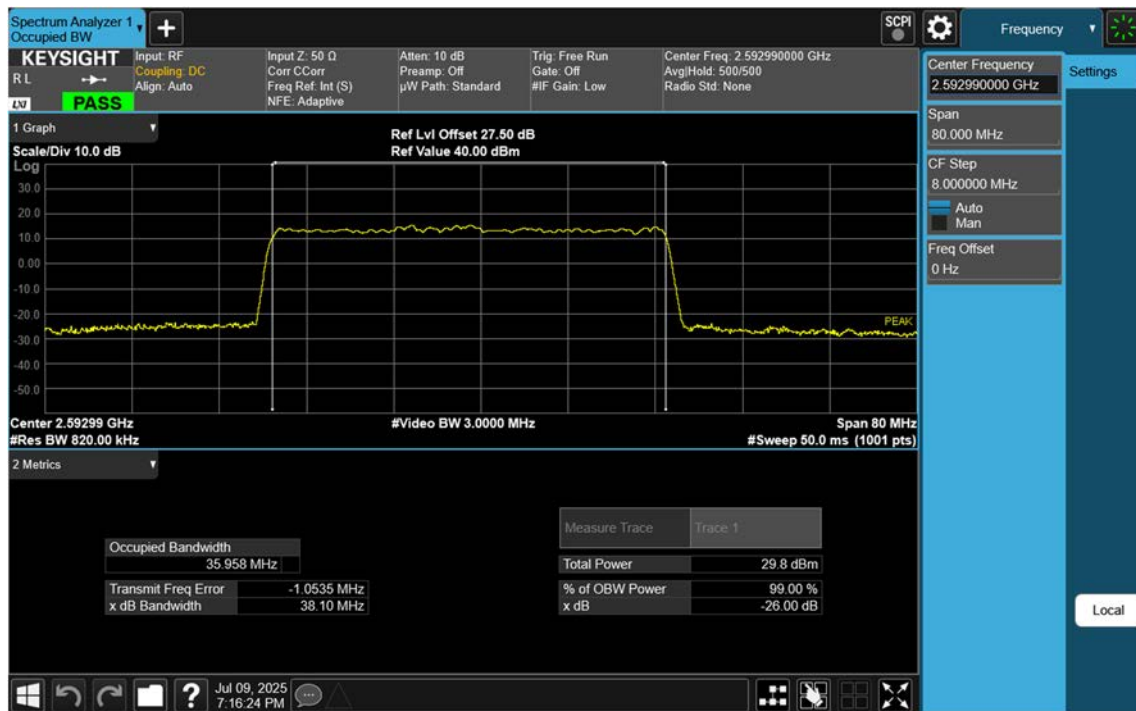 Spectrum Analyzer 1
Occupied BW
SCPI
Frequency
KEYSIGHT
R L
LXI
PASS
Input: RF
Coupling: DC
Align: Auto
Input Z: 50 Ω
Corr CCorr
Freq Ref: Int (S)
NFE: Adaptive
Atten: 10 dB
Preamp: Off
µW Path: Standard
Trig: Free Run
Gate: Off
#IF Gain: Low
Center Freq: 2.592990000 GHz
Avg|Hold: 500/500
Radio Std: None
Center Frequency
2.592990000 GHz
Settings
Span
80.000 MHz
CF Step
8.000000 MHz
Auto
Man
Freq Offset
0 Hz
Local
1 Graph
Scale/Div 10.0 dB
Ref Lvl Offset 27.50 dB
Ref Value 40.00 dBm
Log
30.0
20.0
10.0
0.00
-10.0
-20.0
-30.0
-40.0
-50.0
PEAK
Center 2.59299 GHz
#Video BW 3.0000 MHz
Span 80 MHz
#Res BW 820.00 kHz
#Sweep 50.0 ms (1001 pts)
2 Metrics
Measure Trace
Trace 1
Occupied Bandwidth
35.958 MHz
Total Power 29.8 dBm
Transmit Freq Error -1.0535 MHz
% of OBW Power 99.00 %
x dB Bandwidth 38.10 MHz
x dB -26.00 dB
?
Jul 09, 2025
7:16:24 PM